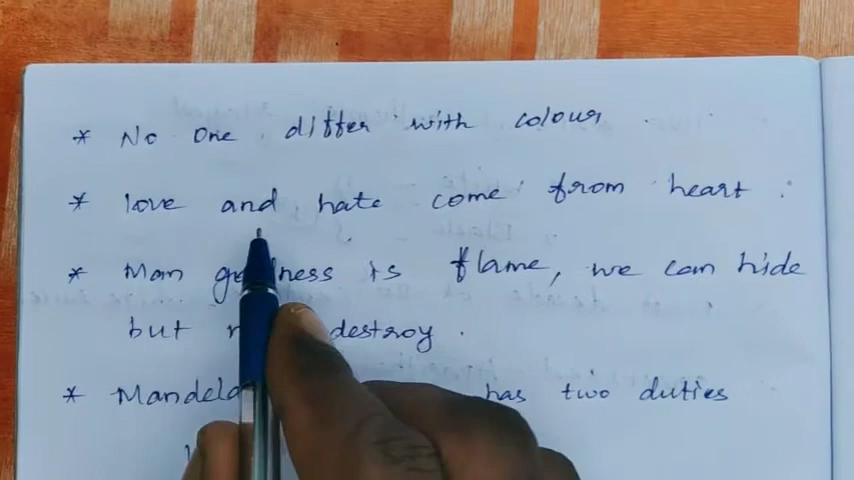 * No one differ with colour
* love and hate come from heart.
* Man is flame, we can hide
but destroy.
* Mandela has two duties